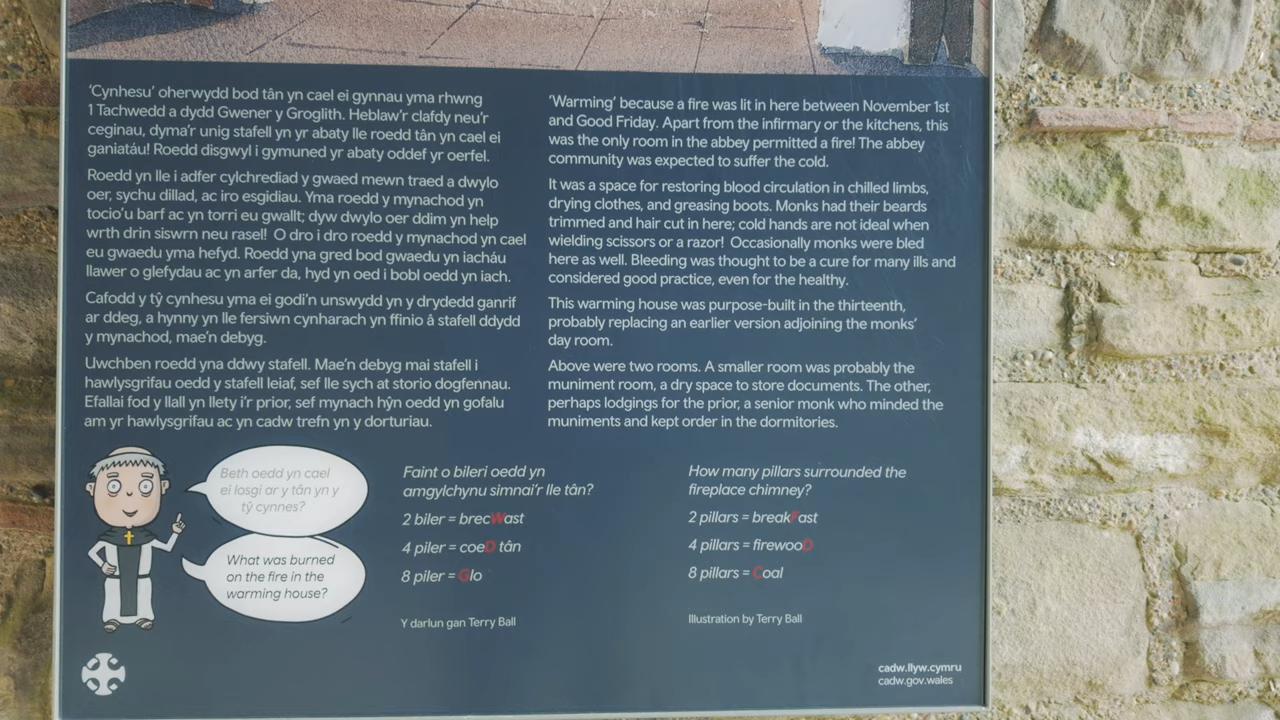 'Cynhesu' oherwydd bod tân yn cael ei gynnau yma rhwng
1 Tachwedd a dydd Gwener y Groglith. Heblaw'r clafdy neu'r
ceginau, dyma'r unig stafell yn yr abaty lle roedd tân yn cael ei
ganiatáu! Roedd disgwyl i gymuned yr abaty oddef yr oerfel.
Roedd yn lle i adfer cylchrediad y gwaed mewn traed a dwylo
oer, sychu dillad, ac iro esgidiau. Yma roedd y mynachod yn
tocio'u barf ac yn torri eu gwallt; dyw dwylo oer ddim yn help
wrth drin siswrn neu rasel! O dro i dro roedd y mynachod yn cael
eu gwaedu yma hefyd. Roedd yna gred bod gwaedu yn iacháu
llawer o glefydau ac yn arfer da, hyd yn oed i bobl oedd yn iach.
Cafodd y tŷ cynhesu yma ei godi'n unswydd yn y drydedd ganrif
ar ddeg, a hynny yn lle fersiwn cynharach yn ffinio â stafell ddydd
y mynachod, mae'n debyg.
Uwchben roedd yna ddwy stafell. Mae'n debyg mai stafell i
hawlysgrifau oedd y stafell leiaf, sef lle sych at storio dogfennau.
Efallai fod y llall yn llety i'r prior, sef mynach hŷn oedd yn gofalu
am yr hawlysgrifau ac yn cadw trefn yn y dorturiau.
'Warming' because a fire was lit in here between November 1st
and Good Friday. Apart from the infirmary or the kitchens, this
was the only room in the abbey permitted a fire! The abbey
community was expected to suffer the cold.
It was a space for restoring blood circulation in chilled limbs,
drying clothes, and greasing boots. Monks had their beards
trimmed and hair cut in here; cold hands are not ideal when
wielding scissors or a razor! Occasionally monks were bled
here as well. Bleeding was thought to be a cure for many ills and
considered good practice, even for the healthy.
This warming house was purpose-built in the thirteenth,
probably replacing an earlier version adjoining the monks'
day room.
Above were two rooms. A smaller room was probably the
muniment room, a dry space to store documents. The other,
perhaps lodgings for the prior, a senior monk who minded the
muniments and kept order in the dormitories.
Beth oedd yn cael
ei losgi ar y tân yn y
tŷ cynnes?
What was burned
on the fire in the
warming house?
Faint o bileri oedd yn
amgylchynu simnai'r lle tân?
2 biler = brecWast
4 piler = coeD tân
8 piler = Glo
Y darlun gan Terry Ball
How many pillars surrounded the
fireplace chimney?
2 pillars = breakFast
4 pillars = firewooD
8 pillars = Coal
Illustration by Terry Ball
cadw.llyw.cymru
cadw.gov.wales